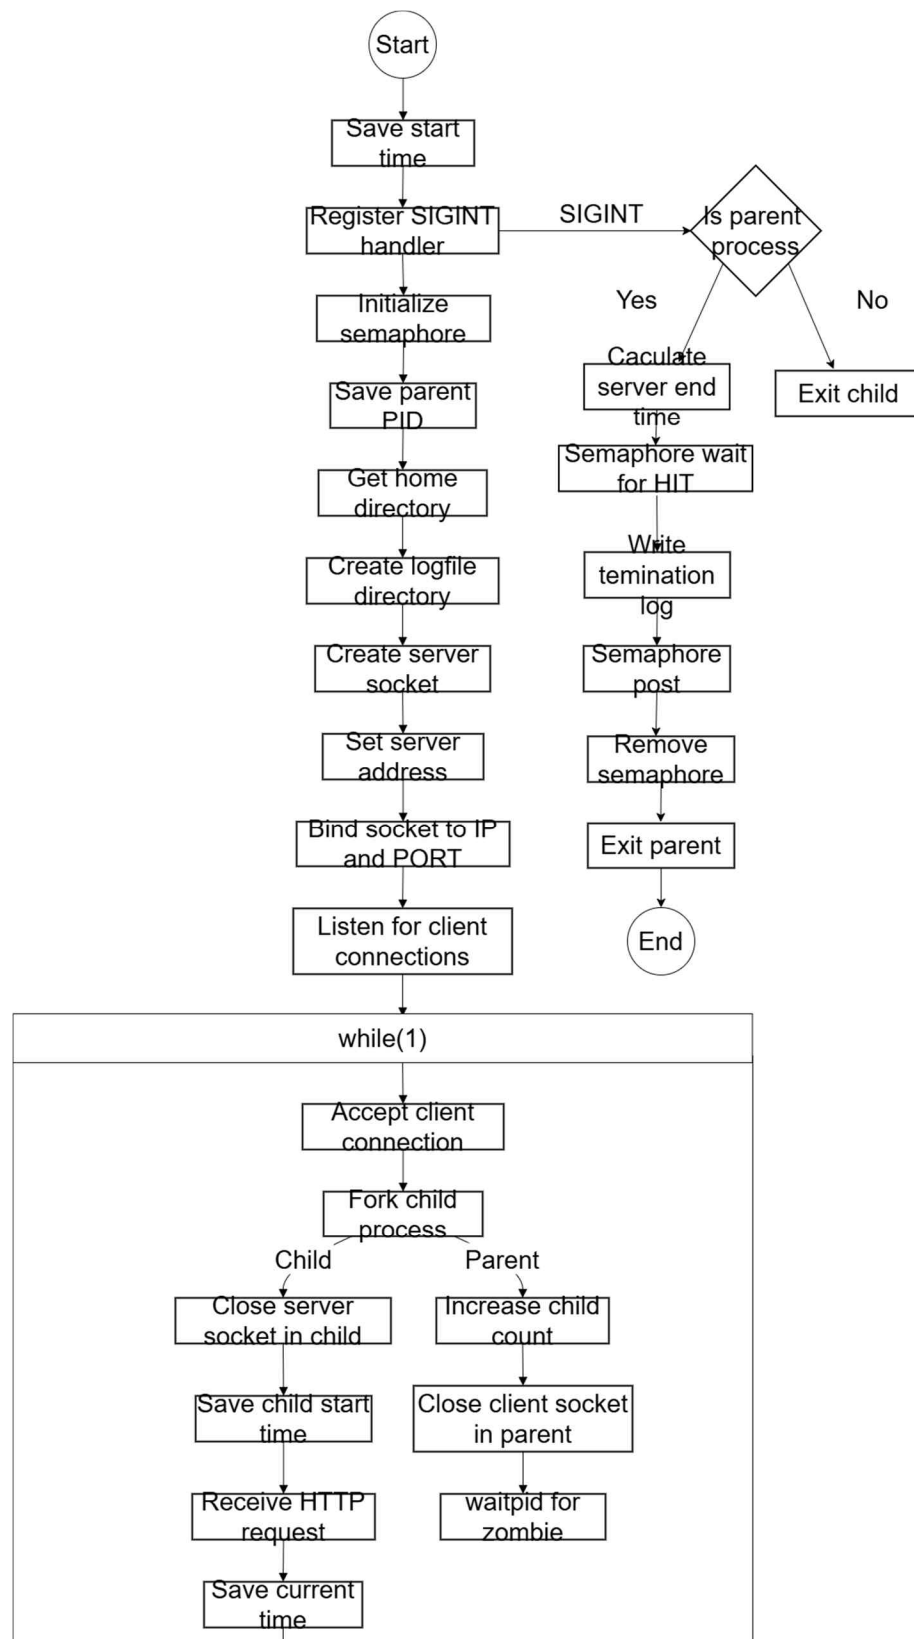 Start
Save start
time
Register SIGINT
handler
SIGINT
Is parent
process
Yes
No
Initialize
semaphore
Caculate
server end
time
Exit child
Save parent
PID
Semaphore wait
for HIT
Get home
directory
Write
temination
log
Create logfile
directory
Semaphore
post
Create server
socket
Remove
semaphore
Set server
address
Exit parent
Bind socket to IP
and PORT
End
Listen for client
connections
while(1)
Accept client
connection
Fork child
process
Child
Parent
Close server
socket in child
Increase child
count
Save child start
time
Close client socket
in parent
Receive HTTP
request
waitpid for
zombie
Save current
time